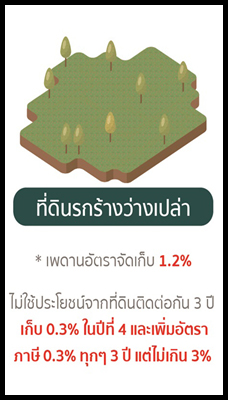 ที่ดินรกร้างว่างเปล่า
* เพดานอัตราจัดเก็บ 1.2%
ไม่ใช้ประโยชน์จากที่ดินติดต่อกัน 3 ปี
เก็บ 0.3% ในปีที่ 4 และเพิ่มอัตรา
ภาษี 0.3% ทุกๆ 3 ปี แต่ไม่เกิน 3%